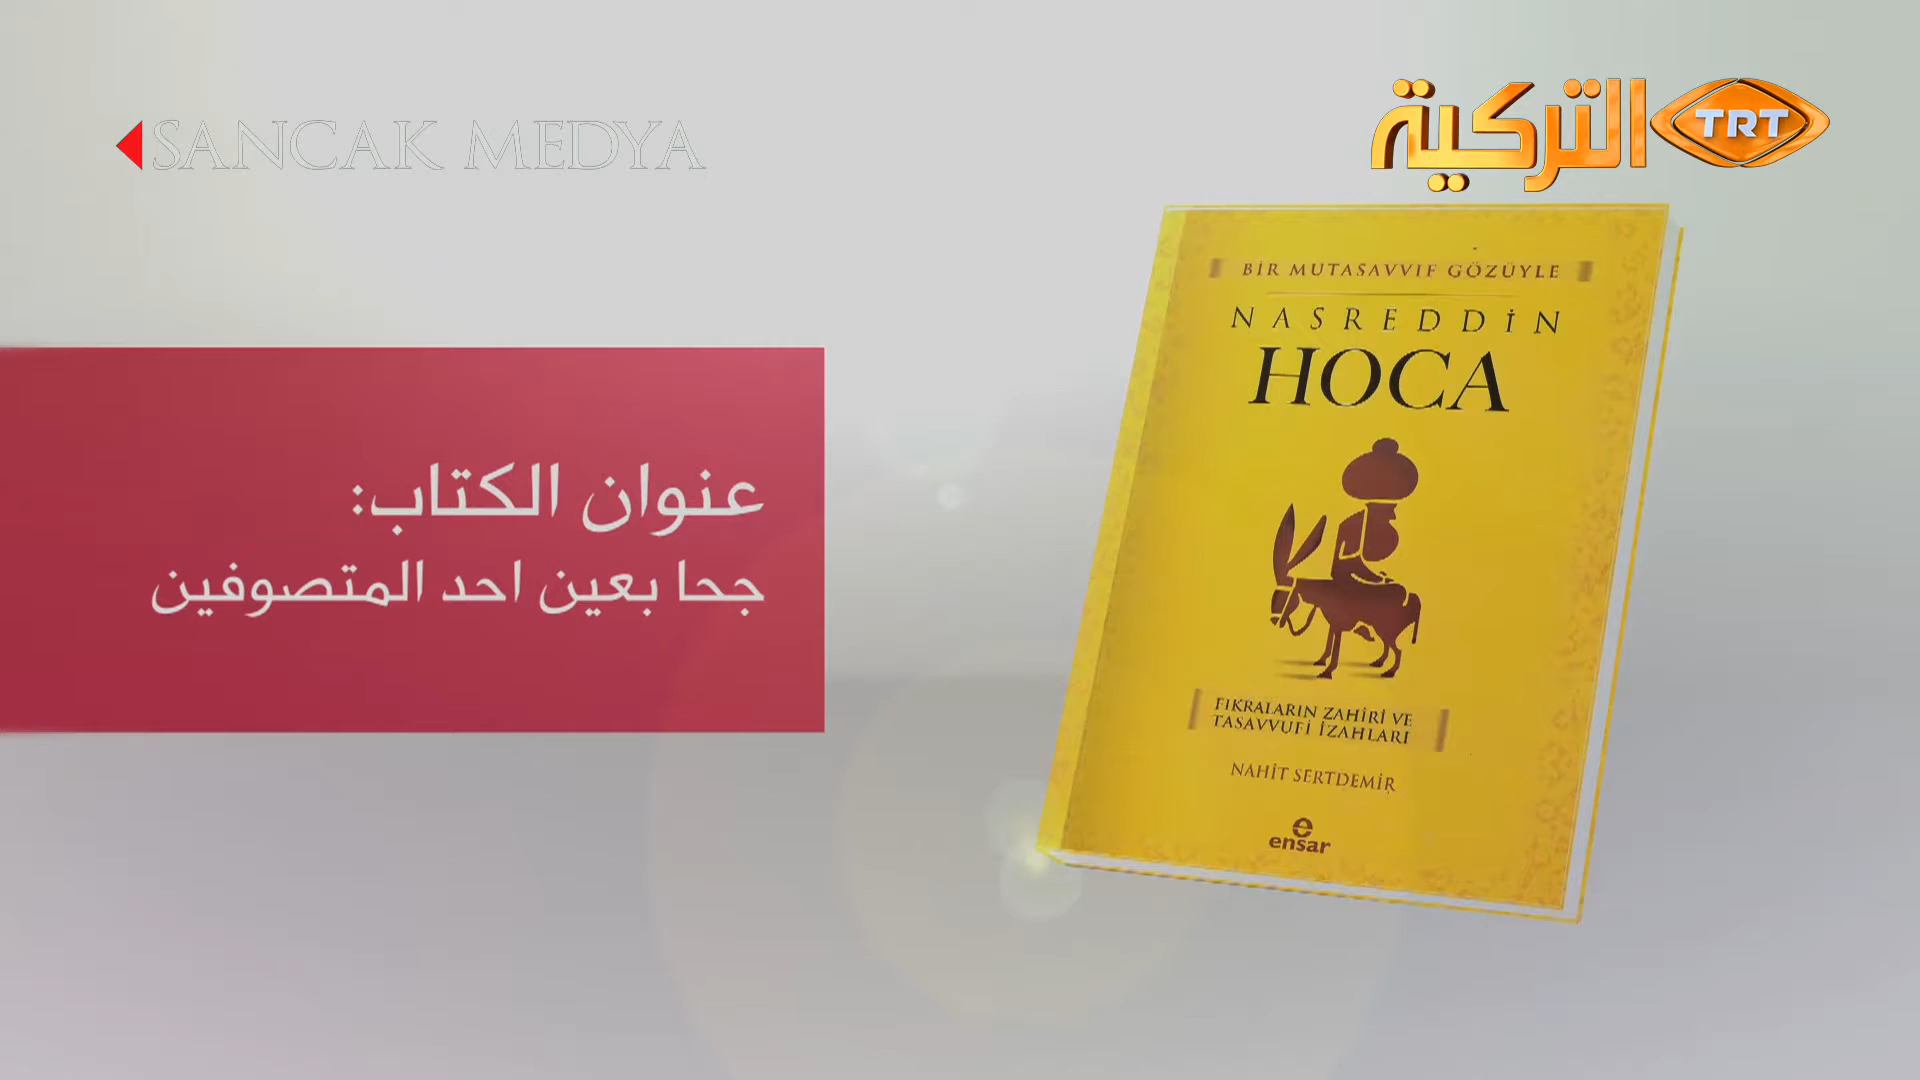 SANCAK MEDYA
التركية TRT
عنوان الكتاب:
جحا بعين احد المتصوفين
BİR MUTASAVVIF GÖZÜYLE
NASREDDİN
HOCA
FIKRALARIN ZAHİRİ VE
TASAVVUFİ İZAHLARI
NAHİT SERTDEMİR
ensar